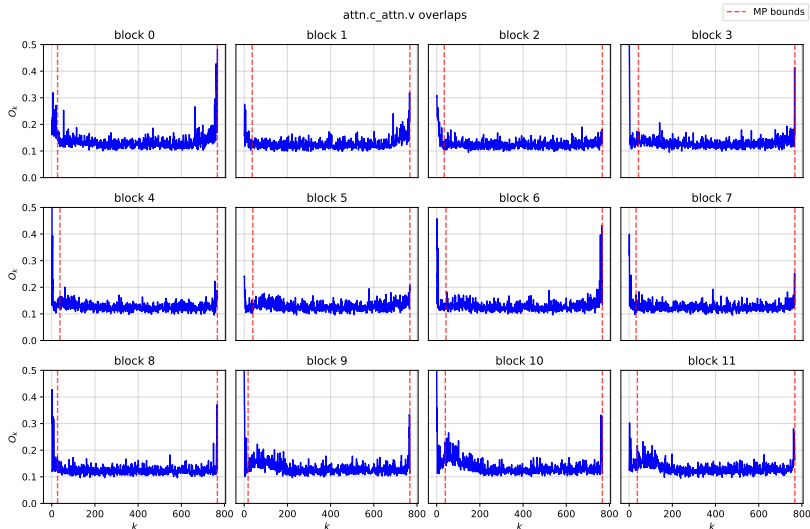 attn.c_attn.v overlaps
MP bounds
block 0 block 1 block 2 block 3
0.5
0.4
0.3
0.2
0.1
0.0
O_k
block 4 block 5 block 6 block 7
0.5
0.4
0.3
0.2
0.1
0.0
O_k
block 8 block 9 block 10 block 11
0.5
0.4
0.3
0.2
0.1
0.0
O_k
0 200 400 600 800 0 200 400 600 800 0 200 400 600 800 0 200 400 600 800
k k k k